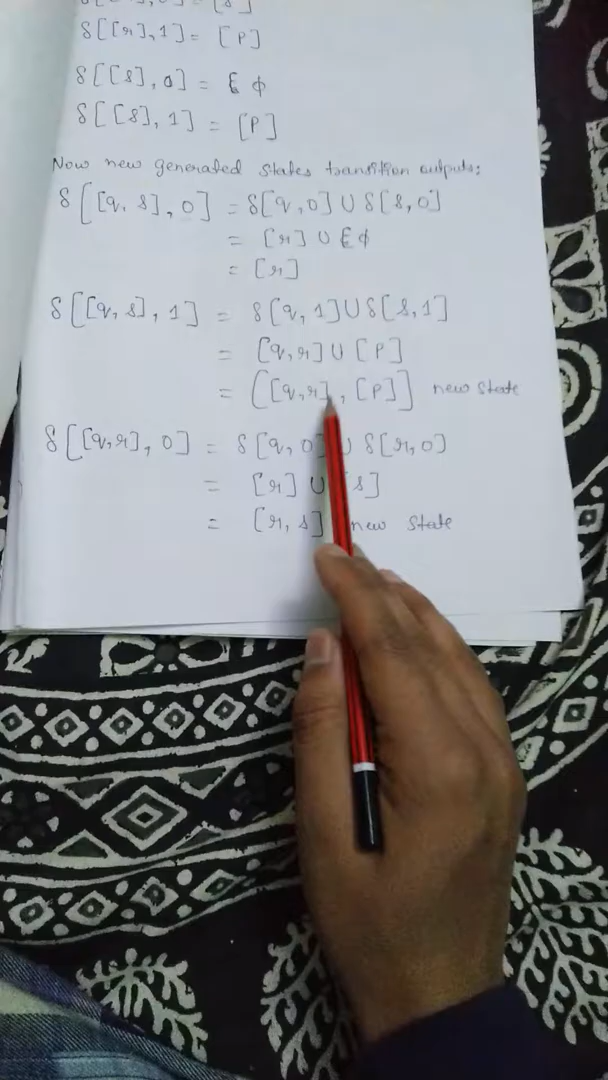 δ[[r],1] = [P]
δ[[s],0] = ϕ
δ[[s],1] = [P]
Now new generated states transition outputs;
δ[[q,s],0] = δ[q,0] ∪ δ[s,0]
= [r] ∪ ϕ
= [r]
δ[[q,s],1] = δ[q,1] ∪ δ[s,1]
= [q,r] ∪ [P]
= [[q,r],[P]] new state
δ[[q,r],0] = δ[q,0] ∪ δ[r,0]
= [r] ∪ [s]
= [r,s] new state